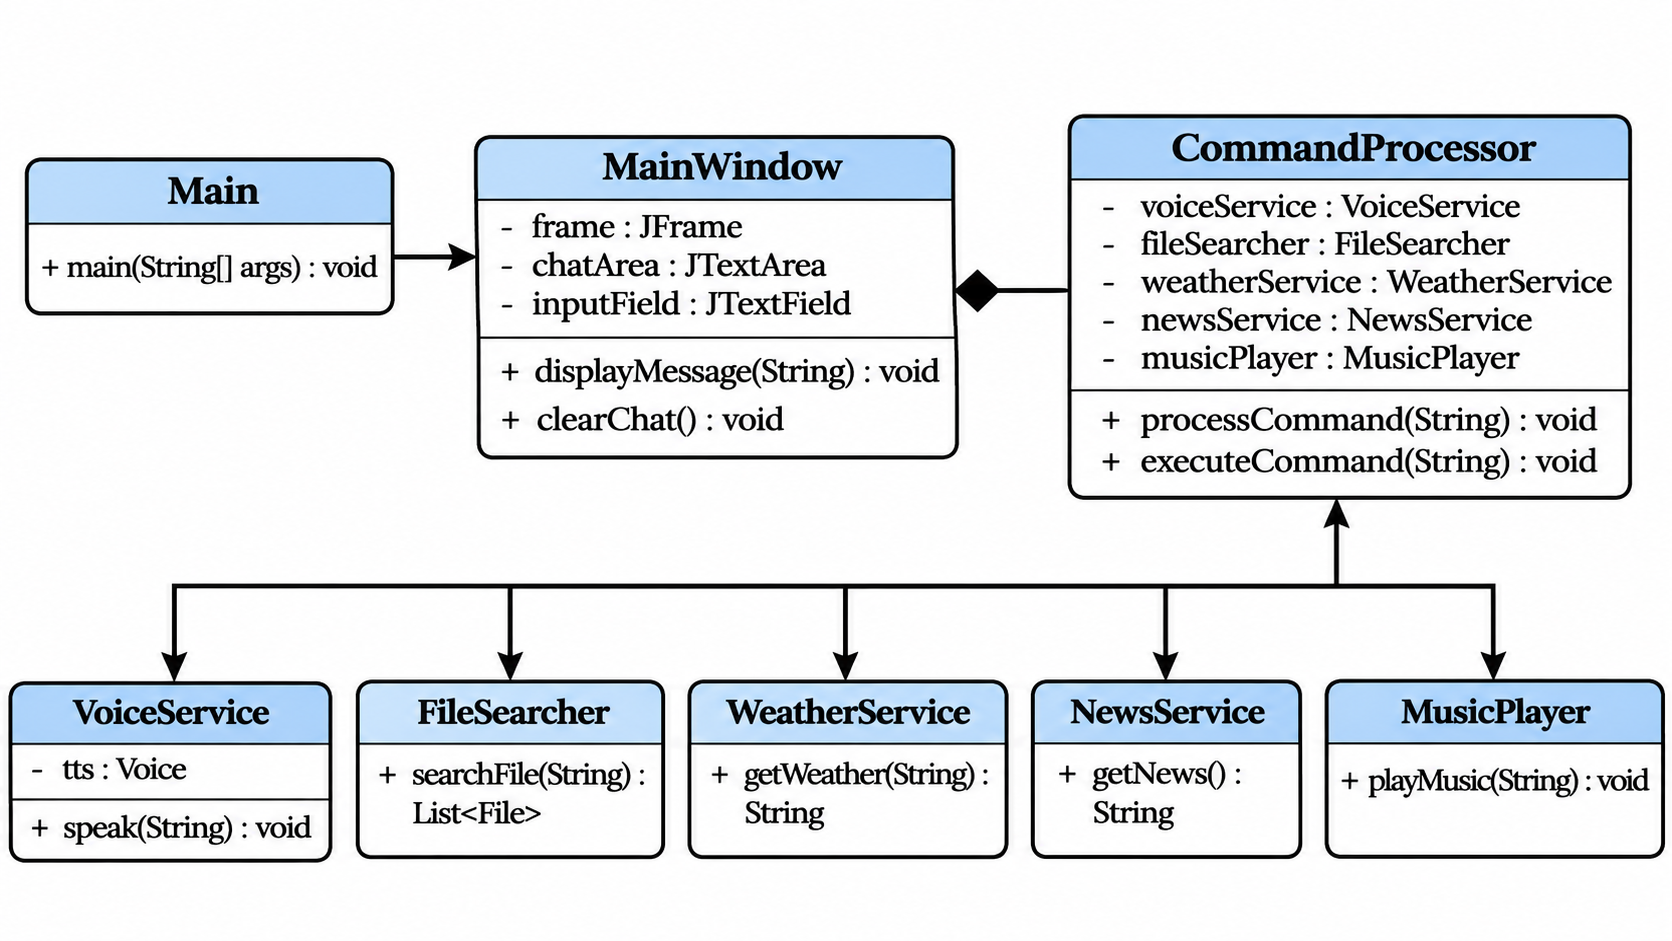 Main
+ main(String[] args) : void
MainWindow
- frame : JFrame
- chatArea : JTextArea
- inputField : JTextField
+ displayMessage(String) : void
+ clearChat() : void
CommandProcessor
- voiceService : VoiceService
- fileSearcher : FileSearcher
- weatherService : WeatherService
- newsService : NewsService
- musicPlayer : MusicPlayer
+ processCommand(String) : void
+ executeCommand(String) : void
VoiceService
- tts : Voice
+ speak(String) : void
FileSearcher
+ searchFile(String) :
List<File>
WeatherService
+ getWeather(String) :
String
NewsService
+ getNews() :
String
MusicPlayer
+ playMusic(String) : void